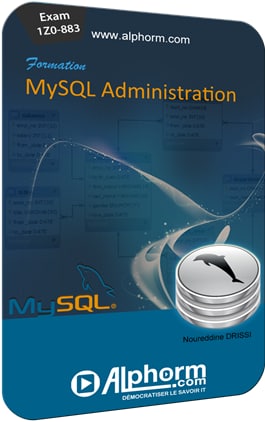 Exam
1Z0-883
www.alphorm.com
Formation
MySQL Administration
MySQL®
Noureddine DRISSI
Alphorm
.com
DÉMOCRATISER LE SAVOIR IT